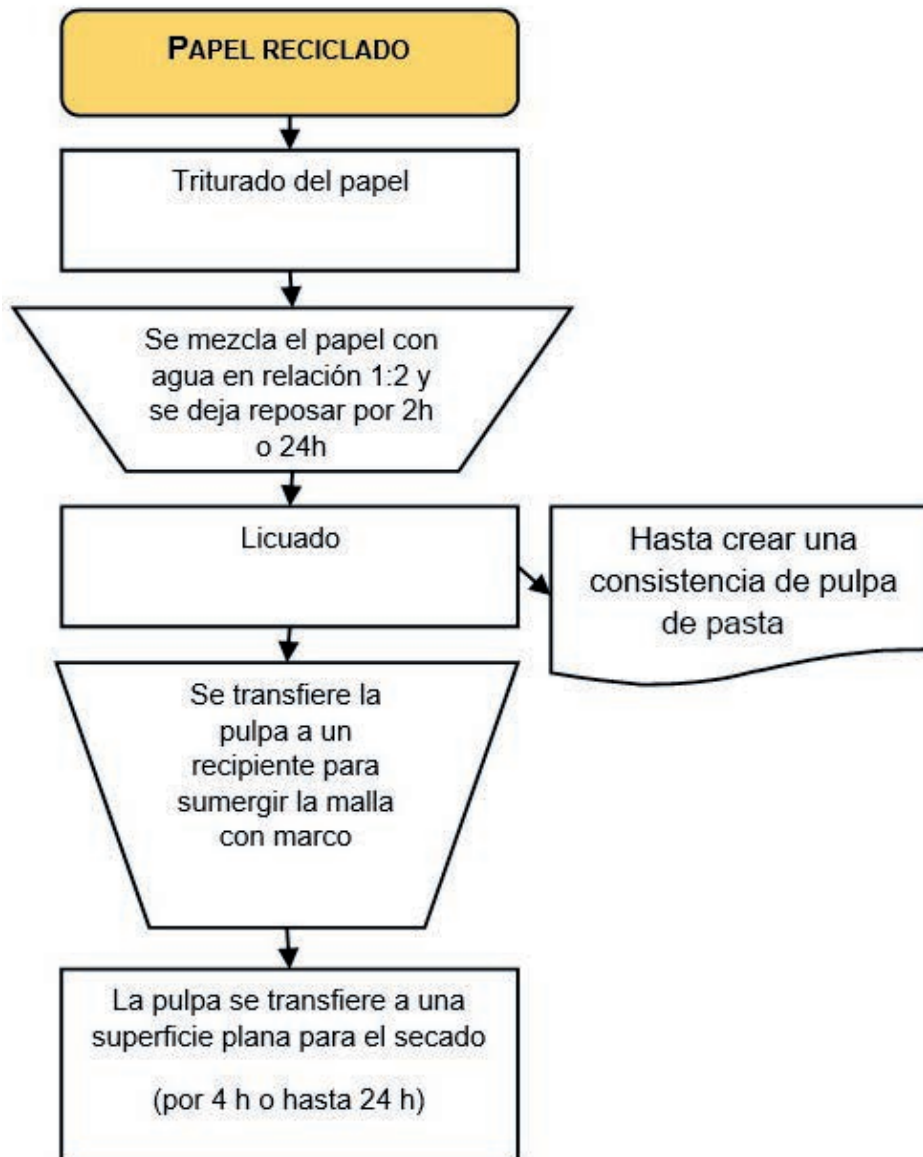 PAPEL RECICLADO
Triturado del papel
Se mezcla el papel con
agua en relación 1:2 y
se deja reposar por 2h
o 24h
Licuado
Hasta crear una
consistencia de pulpa
de pasta
Se transfiere la
pulpa a un
recipiente para
sumergir la malla
con marco
La pulpa se transfiere a una
superficie plana para el secado
(por 4 h o hasta 24 h)